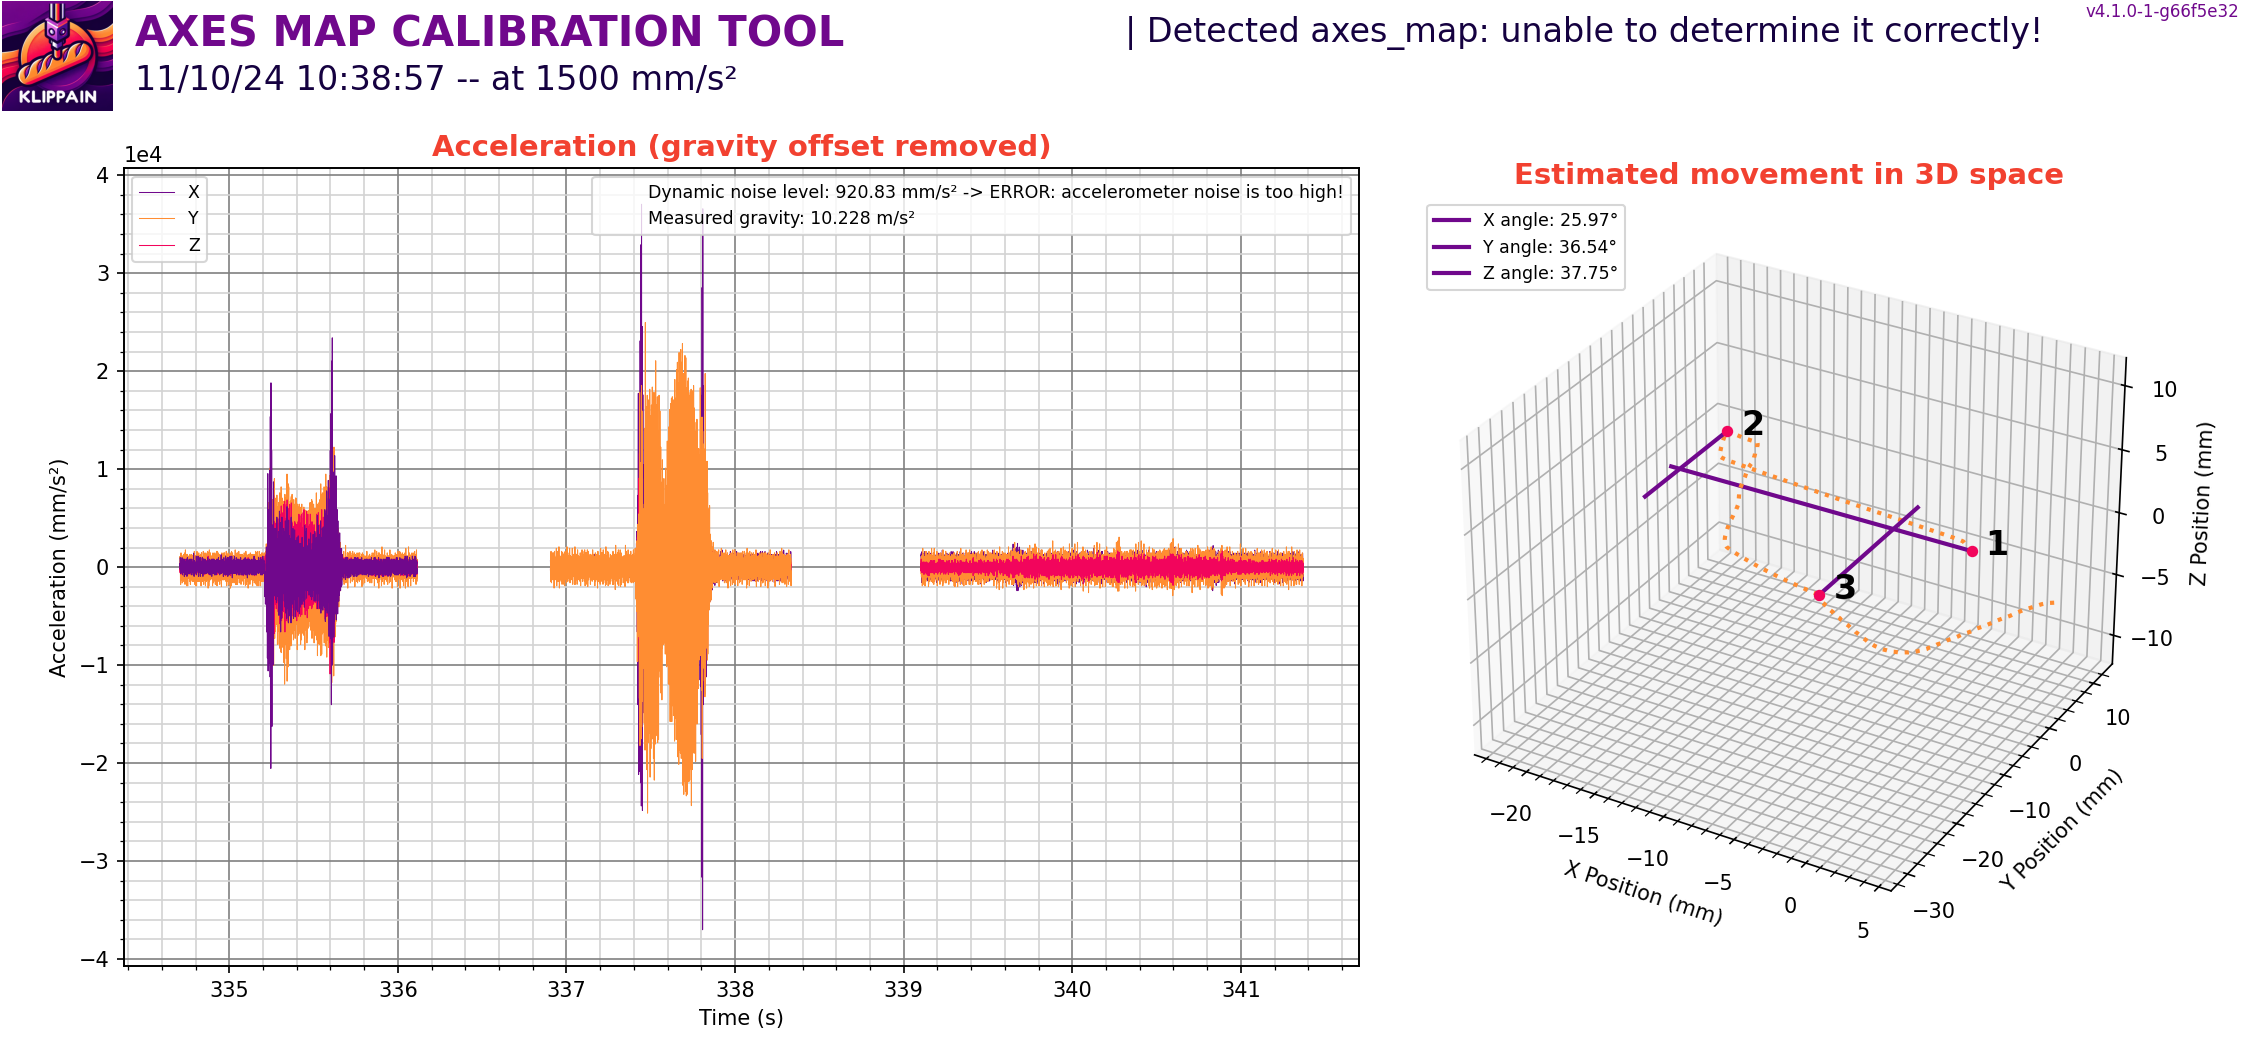 AXES MAP CALIBRATION TOOL
| Detected axes_map: unable to determine it correctly!
v4.1.0-1-g66f5e32
11/10/24 10:38:57 -- at 1500 mm/s²
KLIPPAIN
Acceleration (gravity offset removed)
1e4
X
Y
Z
Dynamic noise level: 920.83 mm/s² -> ERROR: accelerometer noise is too high!
Measured gravity: 10.228 m/s²
4
3
2
1
0
−1
−2
−3
−4
Acceleration (mm/s²)
335
336
337
338
339
340
341
Time (s)
Estimated movement in 3D space
X angle: 25.97°
Y angle: 36.54°
Z angle: 37.75°
2
1
3
10
5
0
−5
−10
Z Position (mm)
10
0
−10
−20
−30
Y Position (mm)
−20
−15
−10
−5
0
5
X Position (mm)